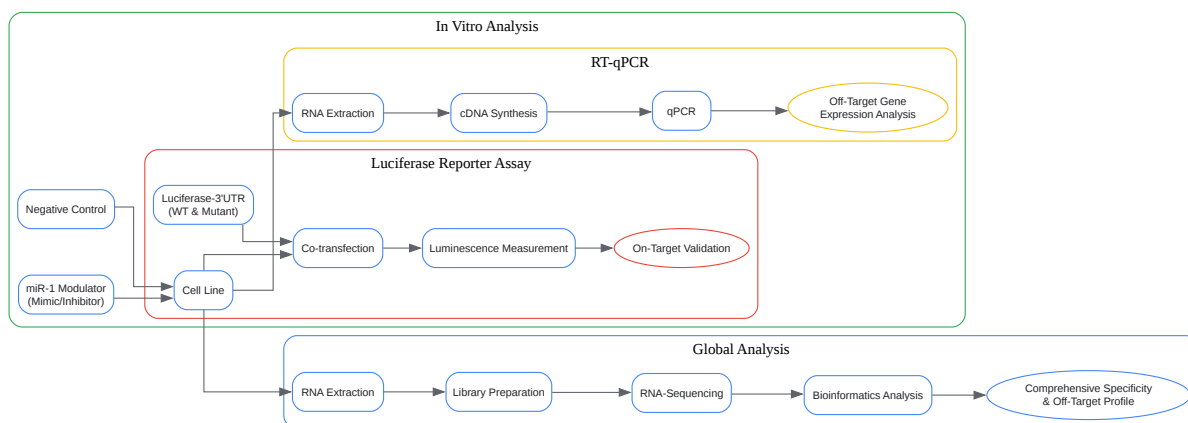 In Vitro Analysis
RT-qPCR
RNA Extraction
cDNA Synthesis
qPCR
Off-Target Gene
Expression Analysis
Luciferase Reporter Assay
Negative Control
Luciferase-3'UTR
(WT & Mutant)
Co-transfection
Luminescence Measurement
On-Target Validation
miR-1 Modulator
(Mimic/Inhibitor)
Cell Line
Global Analysis
RNA Extraction
Library Preparation
RNA-Sequencing
Bioinformatics Analysis
Comprehensive Specificity
& Off-Target Profile